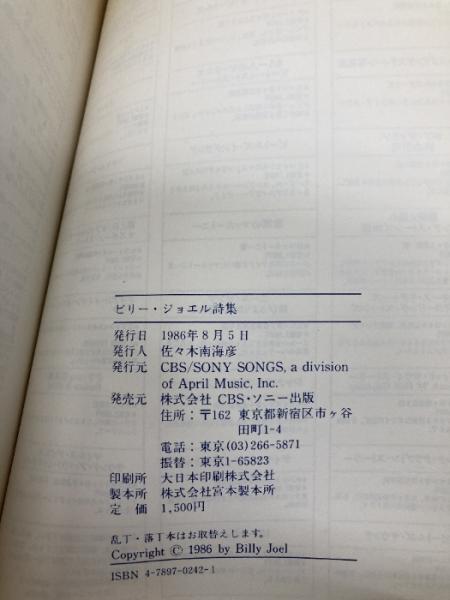 ビリー・ジョエル詩集
発行日 1986年8月5日
発行人 佐々木南海彦
発行元 CBS/SONY SONGS, a division
of April Music, Inc.
発売元 株式会社 CBS・ソニー出版
住所：〒162 東京都新宿区市ヶ谷
田町1-4
電話：東京(03)266-5871
振替：東京1-65823
印刷所 大日本印刷株式会社
製本所 株式会社宮本製本所
定 価 1,500円
乱丁・落丁本はお取替えします。
Copyright © 1986 by Billy Joel
ISBN 4-7897-0242-1